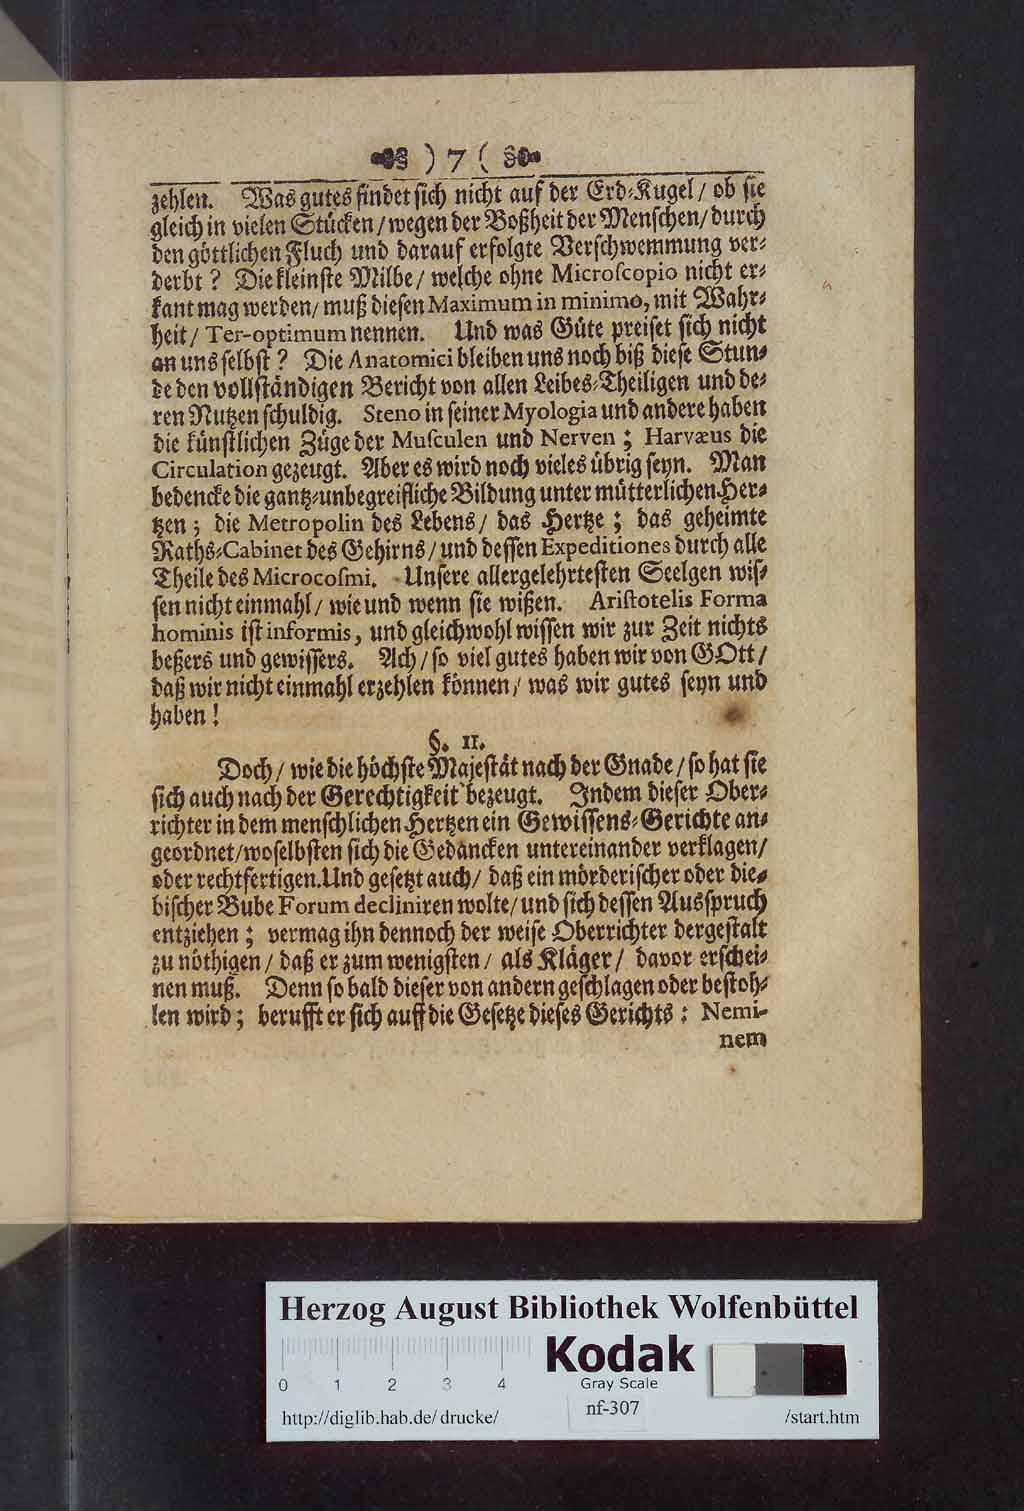 ) 7 (
zehlen. Was gutes findet sich nicht auf der Erd-Kugel / ob sie
gleich in vielen Stücken / wegen der Boßheit der Menschen / durch
den göttlichen Fluch und darauf erfolgte Verschwemmung ver-
derbt ? Die kleinste Milbe / welche ohne Microscopio nicht er-
kant mag werden / muß diesen Maximum in minimo, mit Wahr-
heit / Ter-optimum nennen. Und was Güte preiset sich nicht
an uns selbst ? Die Anatomici bleiben uns noch biß diese Stun-
de den vollständigen Bericht von allen Leibes-Theiligen und de-
ren Nutzen schuldig. Steno in seiner Myologia und andere haben
die künstlichen Züge der Musculen und Nerven ; Harvæus die
Circulation gezeugt. Aber es wird noch vieles übrig seyn. Man
bedencke die gantz-unbegreifliche Bildung unter mütterlichen Her-
tzen ; die Metropolin des Lebens / das Hertze ; das geheimte
Raths-Cabinet des Gehirns / und dessen Expeditiones durch alle
Theile des Microcosmi. Unsere allergelehrtesten Seelgen wis-
sen nicht einmahl / wie und wenn sie wißen. Aristotelis Forma
hominis ist informis, und gleichwohl wissen wir zur Zeit nichts
beßers und gewissers. Ach / so viel gutes haben wir von GOtt /
daß wir nicht einmahl erzehlen können / was wir gutes seyn und
haben !
§. 11.
Doch / wie die höchste Majestät nach der Gnade / so hat sie
sich auch nach der Gerechtigkeit bezeugt. Indem dieser Ober-
richter in dem menschlichen Hertzen ein Gewissens-Gerichte an-
geordnet / woselbsten sich die Gedancken untereinander verklagen /
oder rechtfertigen. Und gesetzt auch / daß ein mörderischer oder die-
bischer Bube Forum decliniren wolte / und sich dessen Ausspruch
entziehen ; vermag ihn dennoch der weise Oberrichter dergestalt
zu nöthigen / daß er zum wenigsten / als Kläger / davor erschei-
nen muß. Denn so bald dieser von andern geschlagen oder bestoh-
len wird ; berufft er sich auff die Gesetze dieses Gerichts : Nemi-
nem
Herzog August Bibliothek Wolfenbüttel
0 1 2 3 4
Kodak
Gray Scale
nf-307
http://diglib.hab.de/drucke/ /start.htm